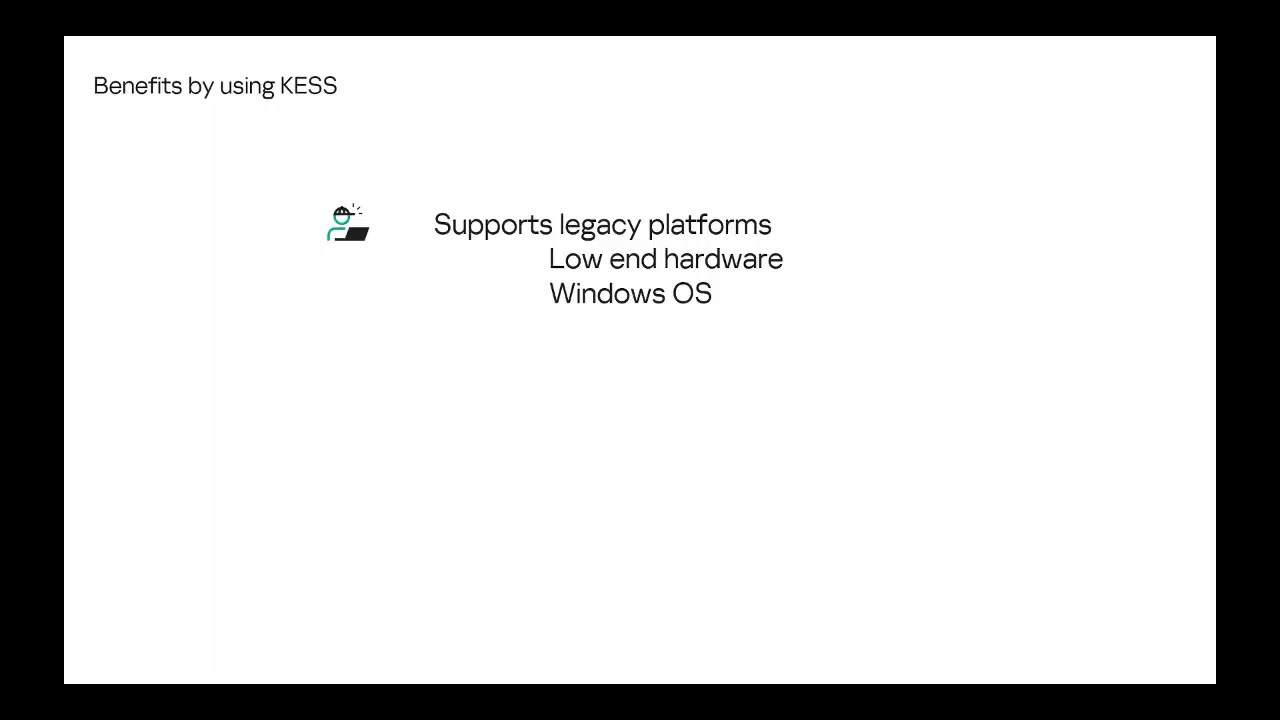 Benefits by using KESS
Supports legacy platforms
Low end hardware
Windows OS